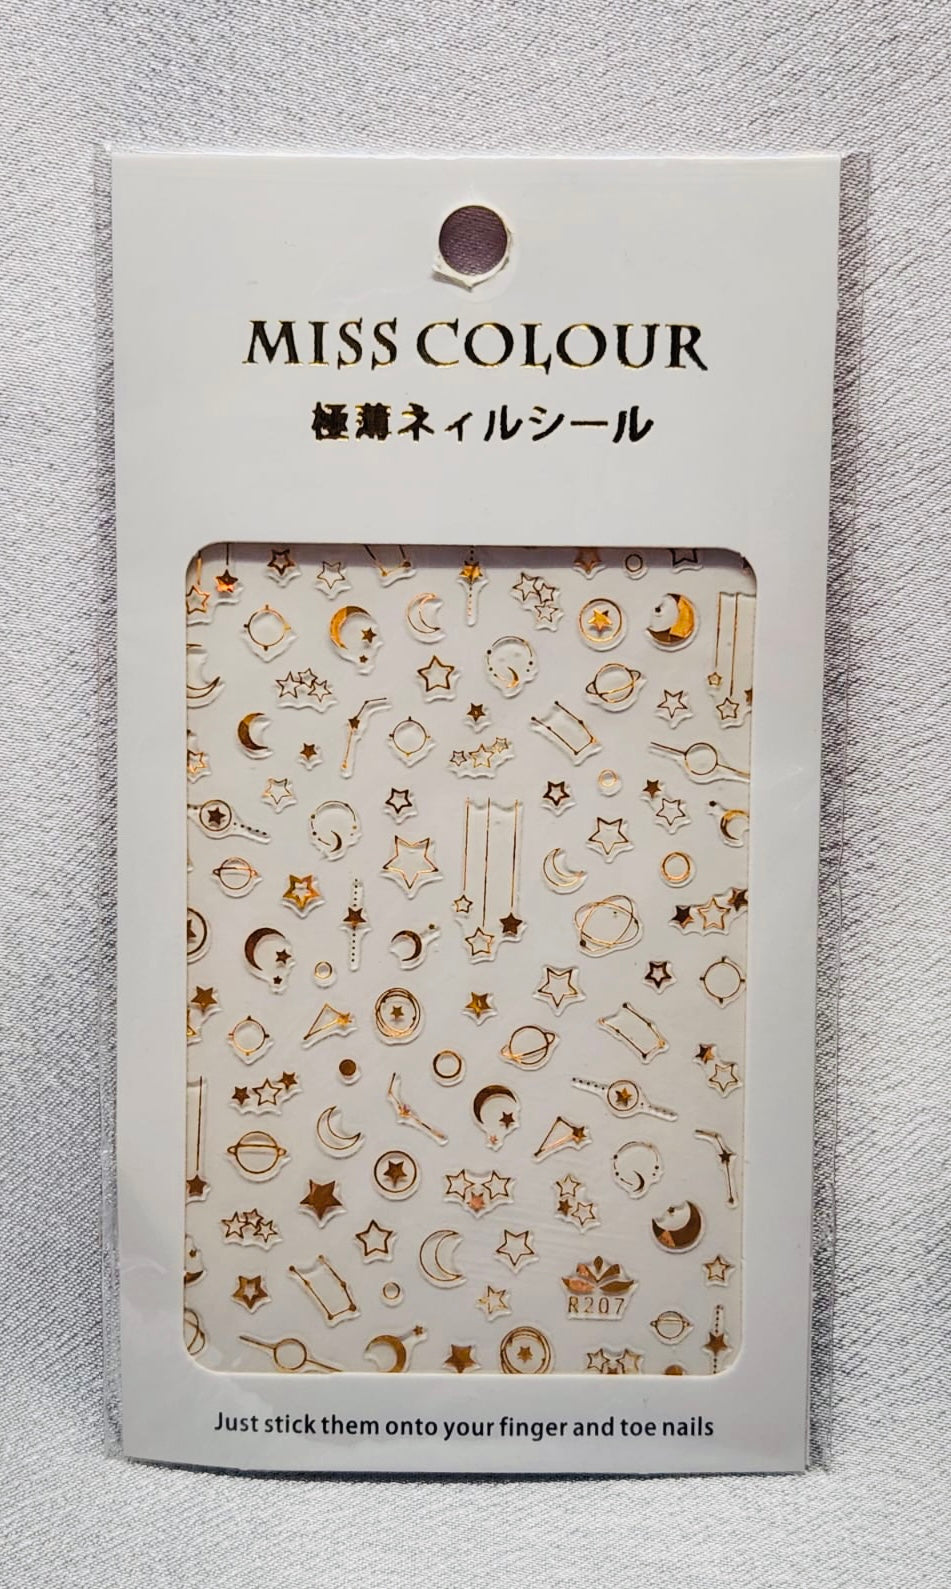 MISS COLOUR
極薄ネィルシール
R207
Just stick them onto your finger and toe nails